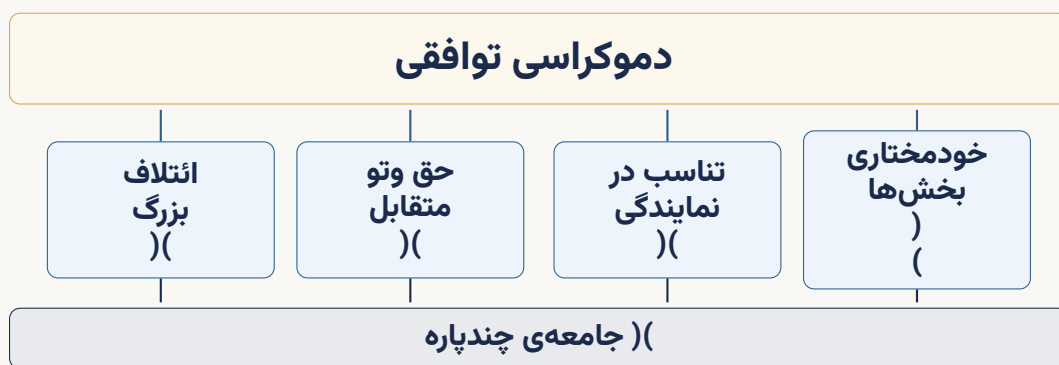 دموکراسی توافقی
خودمختاری
بخش‌ها
(
)
تناسب در
نمایندگی
()
حق وتو
متقابل
()
ائتلاف
بزرگ
()
() جامعه‌ی چندپاره